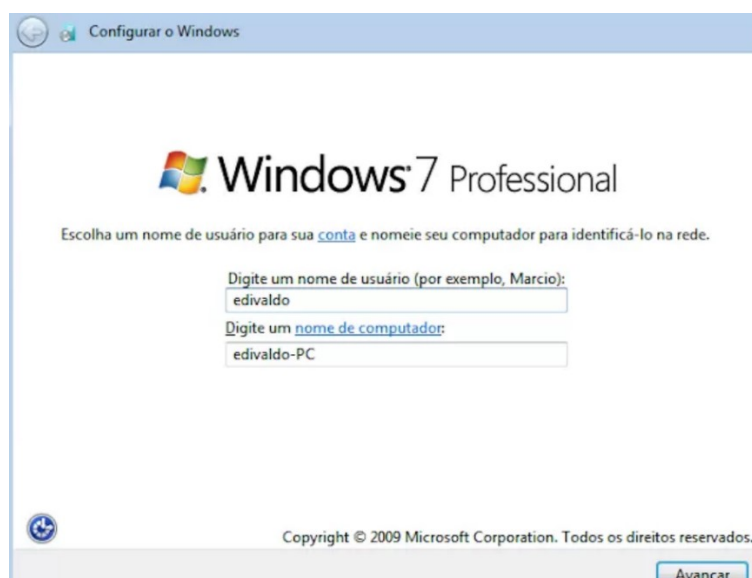 Configurar o Windows
Windows 7 Professional
Escolha um nome de usuário para sua conta e nomeie seu computador para identificá-lo na rede.
Digite um nome de usuário (por exemplo, Marcio):
edivaldo
Digite um nome de computador:
edivaldo-PC
Copyright © 2009 Microsoft Corporation. Todos os direitos reservados.
Avançar